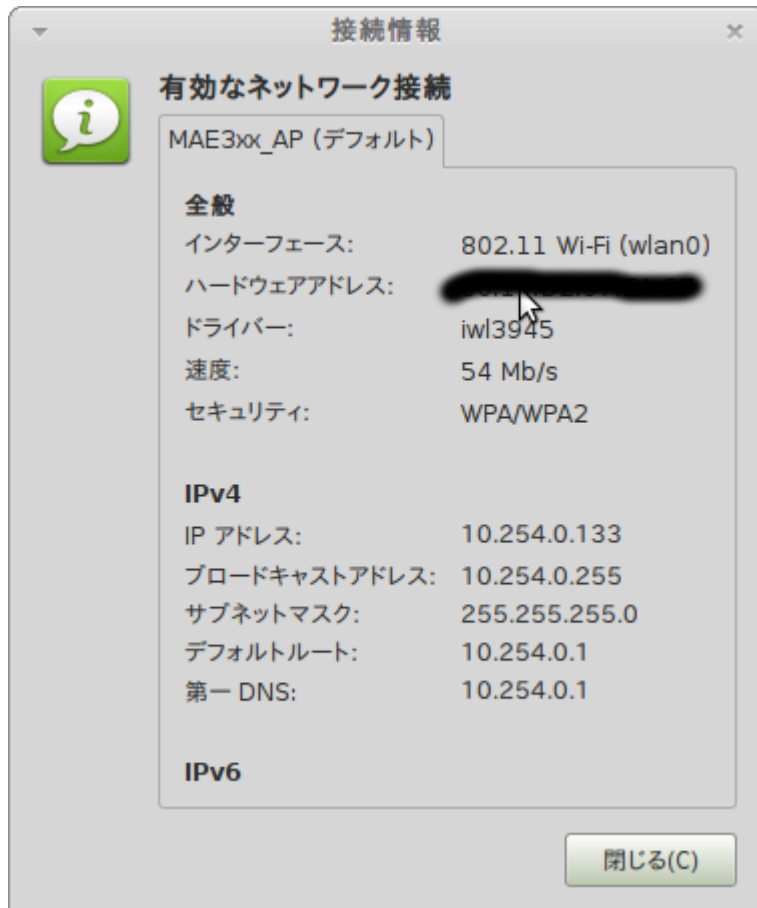 接続情報
有効なネットワーク接続
MAE3xx_AP (デフォルト)
全般
インターフェース: 802.11 Wi-Fi (wlan0)
ハードウェアアドレス:
ドライバー: iwl3945
速度: 54 Mb/s
セキュリティ: WPA/WPA2
IPv4
IP アドレス: 10.254.0.133
ブロードキャストアドレス: 10.254.0.255
サブネットマスク: 255.255.255.0
デフォルトルート: 10.254.0.1
第一 DNS: 10.254.0.1
IPv6
閉じる(C)